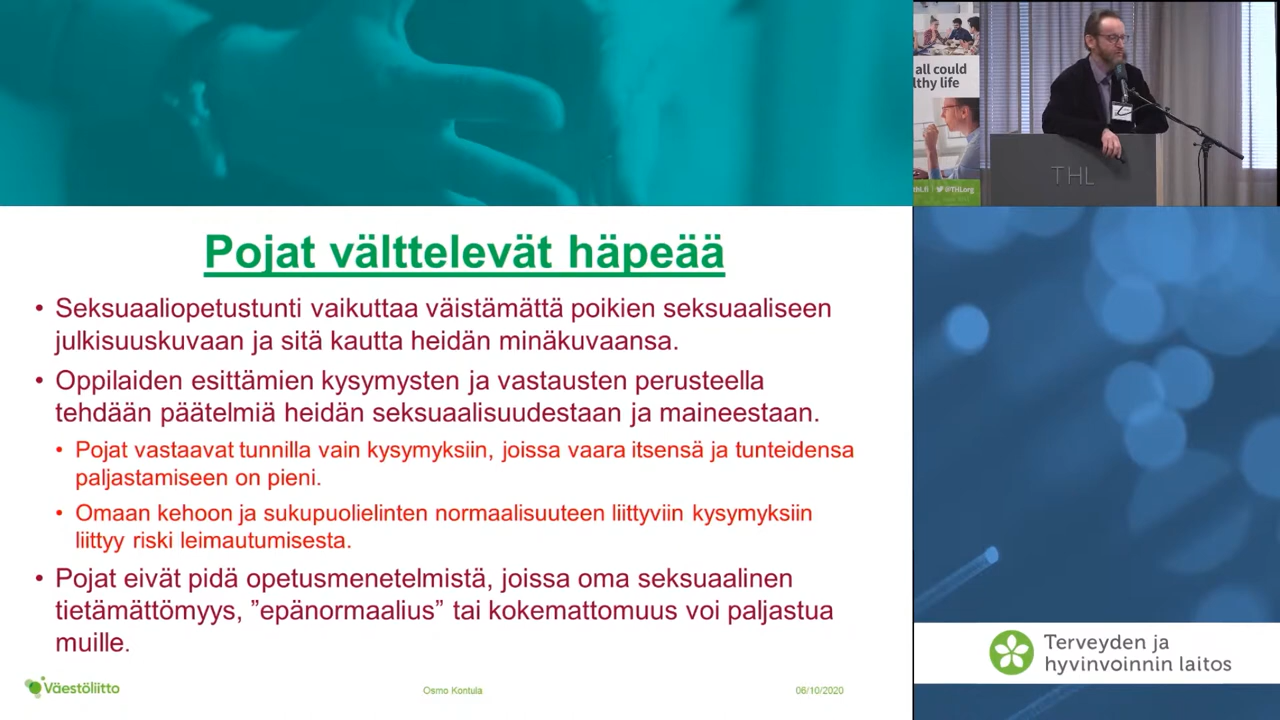 Pojat välttelevät häpeää
• Seksuaaliopetustunti vaikuttaa väistämättä poikien seksuaaliseen
julkisuuskuvaan ja sitä kautta heidän minäkuvaansa.
• Oppilaiden esittämien kysymysten ja vastausten perusteella
tehdään päätelmiä heidän seksuaalisuudestaan ja maineestaan.
• Pojat vastaavat tunnilla vain kysymyksiin, joissa vaara itsensä ja tunteidensa
paljastamiseen on pieni.
• Omaan kehoon ja sukupuolielinten normaalisuuteen liittyviin kysymyksiin
liittyy riski leimautumisesta.
• Pojat eivät pidä opetusmenetelmistä, joissa oma seksuaalinen
tietämättömyys, ”epänormaalius” tai kokemattomuus voi paljastua
muille.
Väestöliitto
Osmo Kontula
06/10/2020
all could
lthy life
thl.fi
@THLorg
THL
Terveyden ja
hyvinvoinnin laitos